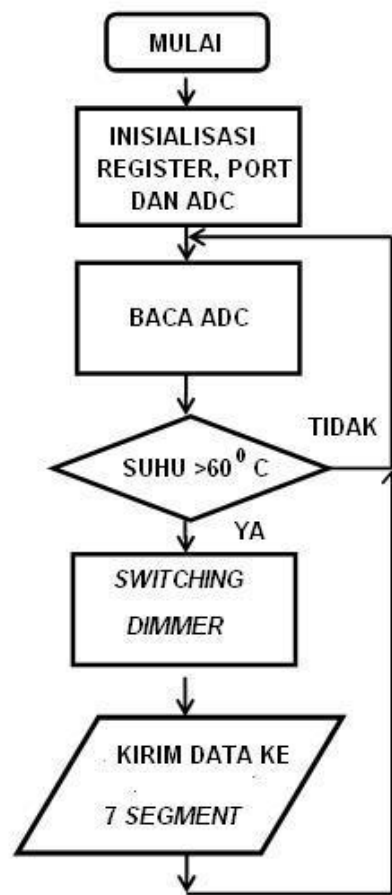 MULAI
INISIALISASI
REGISTER, PORT
DAN ADC
BACA ADC
TIDAK
SUHU >60⁰ C
YA
SWITCHING
DIMMER
KIRIM DATA KE
7 SEGMENT